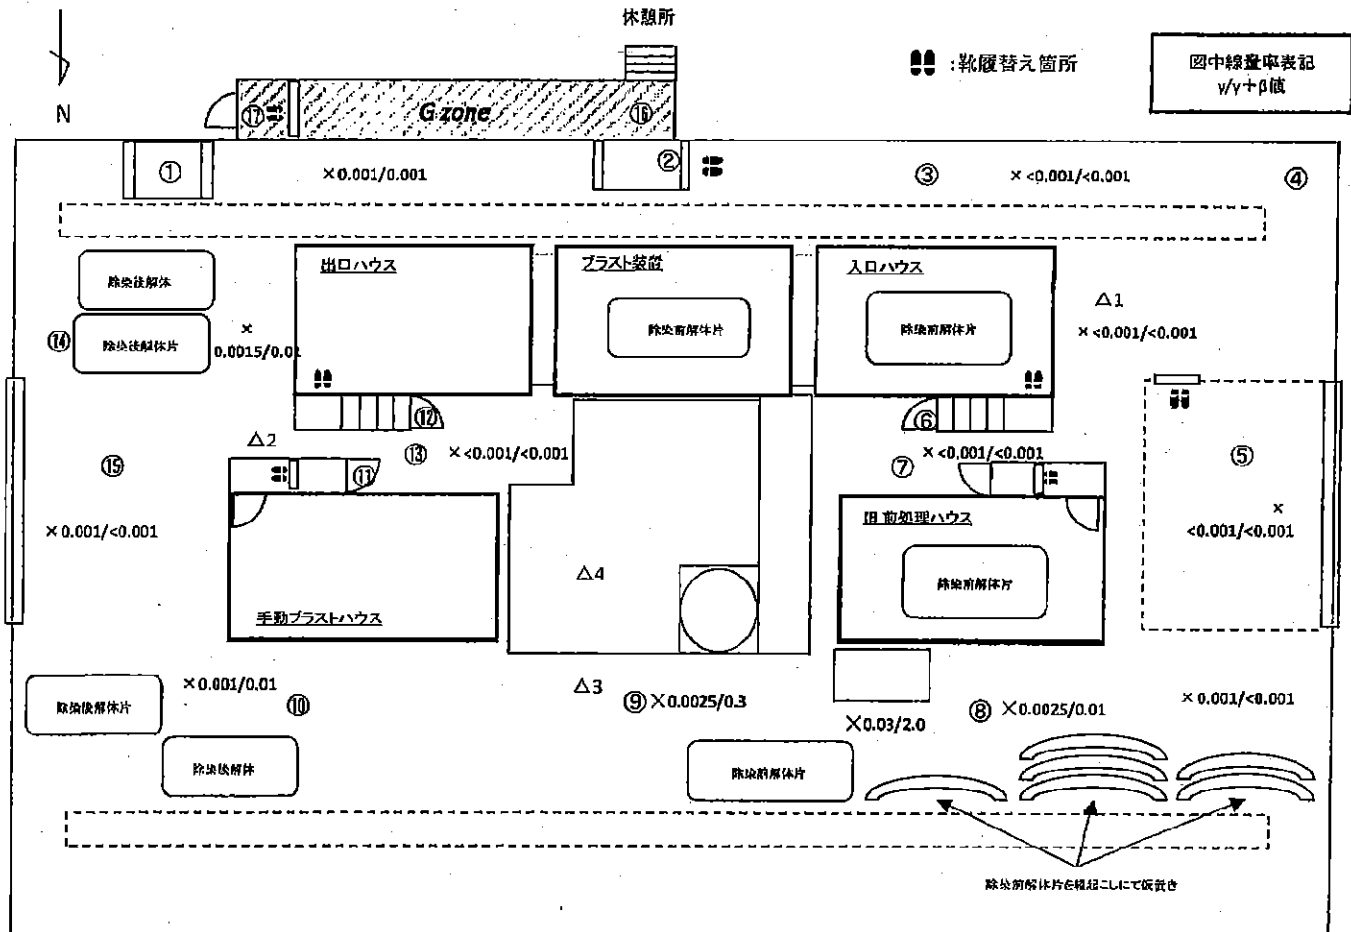 休憩所
:靴履替え箇所
図中線量率表記
γ/γ+β値
N
⑰
G zone
⑯
①
×0.001/0.001
②
③
×<0.001/<0.001
④
除染後解体
出口ハウス
ブラスト装置
除染前解体片
入口ハウス
除染前解体片
△1
×<0.001/<0.001
⑭
除染後解体片
×
0.0015/0.01
⑫
⑥
△2
⑬
×<0.001/<0.001
×<0.001/<0.001
⑦
⑤
⑮
⑪
×0.001/<0.001
旧前処理ハウス
×
<0.001/<0.001
△4
除染前解体片
手動ブラストハウス
×0.001/0.01
⑩
△3
⑨×0.0025/0.3
×0.03/2.0
⑧×0.0025/0.01
×0.001/<0.001
除染後解体片
除染後解体
除染前解体片
除染前解体片を縦起こしにて仮置き